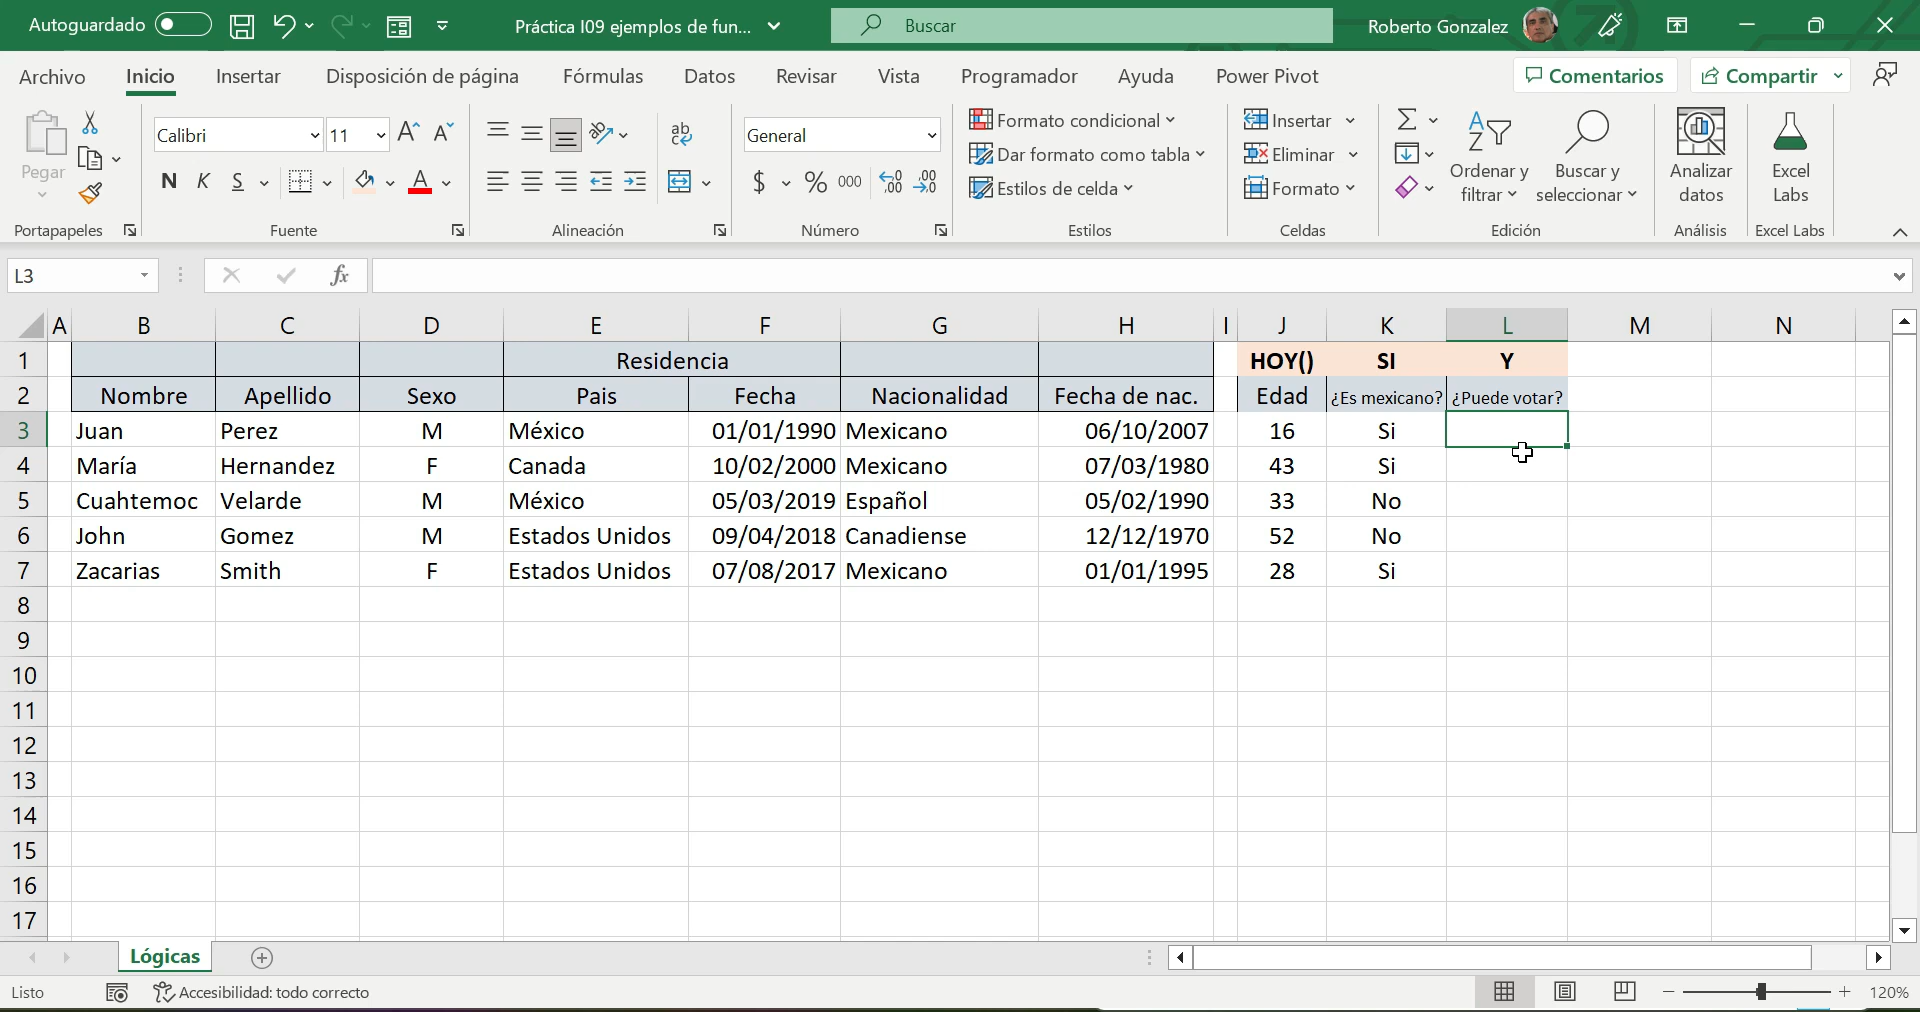 Autoguardado
Práctica I09 ejemplos de fun...
Buscar
Roberto Gonzalez
Archivo Inicio Insertar Disposición de página Fórmulas Datos Revisar Vista Programador Ayuda Power Pivot Comentarios Compartir
Pegar
Portapapeles
Calibri 11
N K S
Fuente
ab
Alineación
General
$ % 000
Número
Formato condicional
Dar formato como tabla
Estilos de celda
Estilos
Insertar
Eliminar
Formato
Celdas
Ordenar y
filtrar
Buscar y
seleccionar
Edición
Analizar
datos
Análisis
Excel
Labs
Excel Labs
L3 fx
A B C D E F G H I J K L M N
1 Residencia HOY() SI Y
2 Nombre Apellido Sexo Pais Fecha Nacionalidad Fecha de nac. Edad ¿Es mexicano? ¿Puede votar?
3 Juan Perez M México 01/01/1990 Mexicano 06/10/2007 16 Si
4 María Hernandez F Canada 10/02/2000 Mexicano 07/03/1980 43 Si
5 Cuahtemoc Velarde M México 05/03/2019 Español 05/02/1990 33 No
6 John Gomez M Estados Unidos 09/04/2018 Canadiense 12/12/1970 52 No
7 Zacarias Smith F Estados Unidos 07/08/2017 Mexicano 01/01/1995 28 Si
8
9
10
11
12
13
14
15
16
17
Lógicas
Listo
Accesibilidad: todo correcto
120%